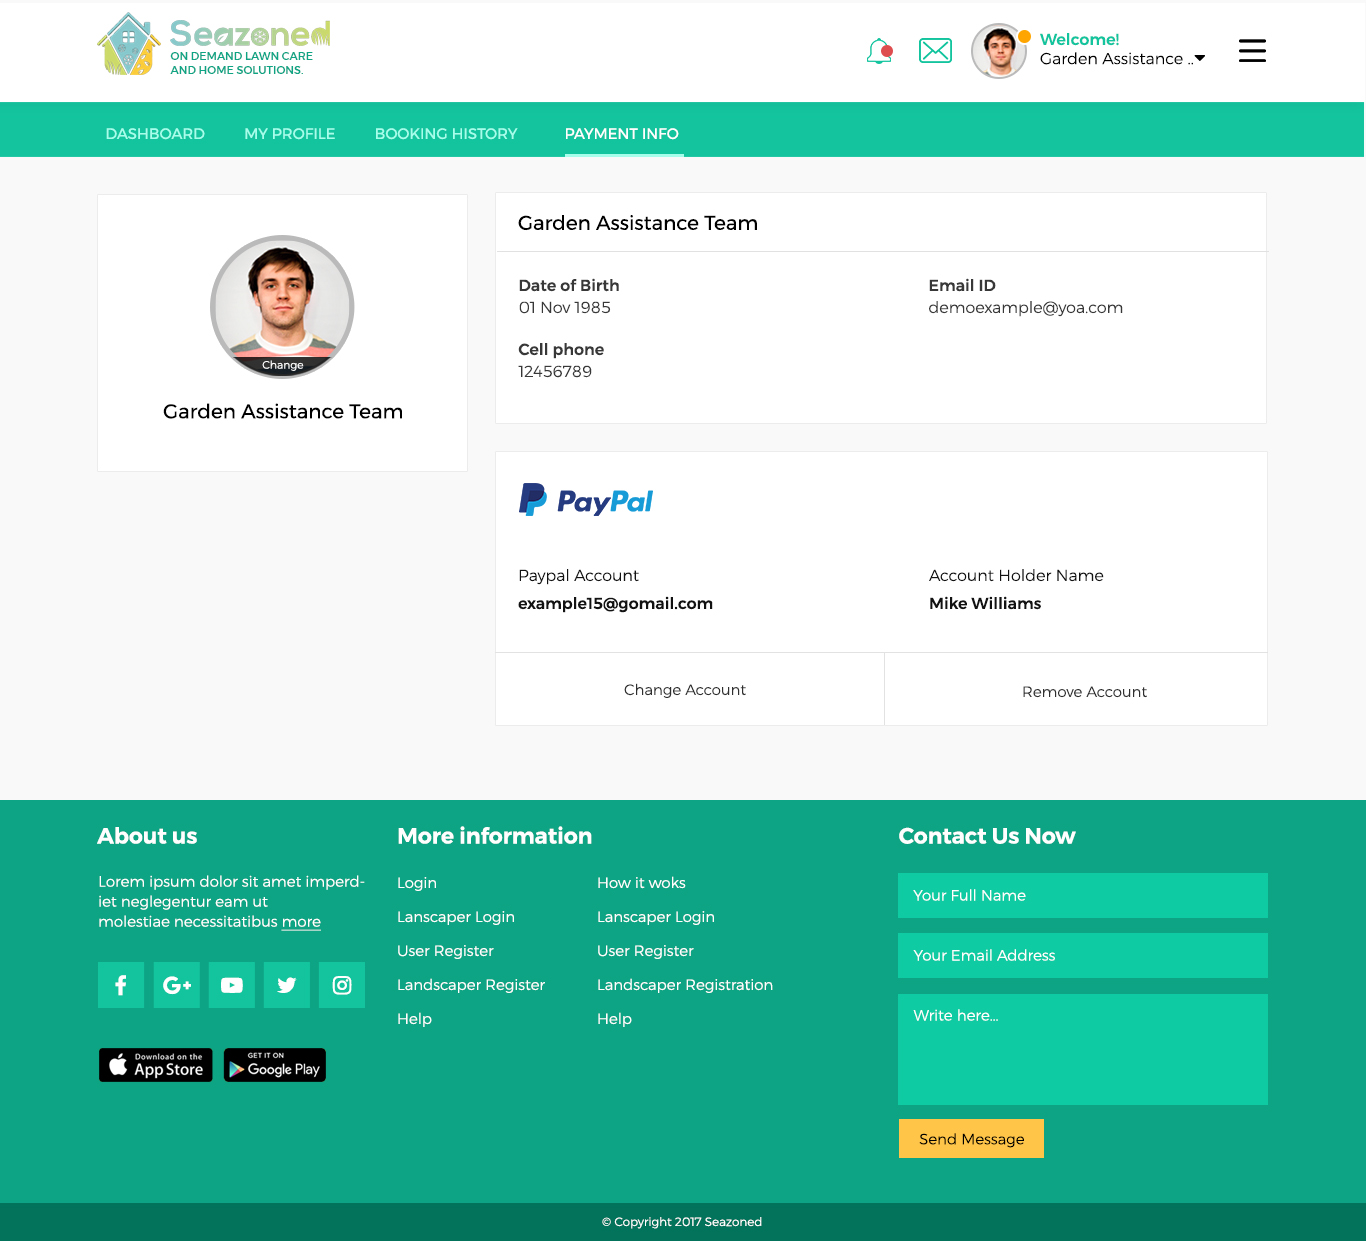 Seazoned
ON DEMAND LAWN CARE
AND HOME SOLUTIONS.
Welcome!
Garden Assistance ..
DASHBOARD
MY PROFILE
BOOKING HISTORY
PAYMENT INFO
Change
Garden Assistance Team
Garden Assistance Team
Date of Birth
01 Nov 1985
Email ID
demoexample@yoa.com
Cell phone
12456789
PayPal
Paypal Account
example15@gomail.com
Account Holder Name
Mike Williams
Change Account
Remove Account
About us
Lorem ipsum dolor sit amet imperd-
iet neglegentur eam ut
molestiae necessitatibus more
G+
Download on the
App Store
GET IT ON
Google Play
More information
Login
Lanscaper Login
User Register
Landscaper Register
Help
How it woks
Lanscaper Login
User Register
Landscaper Registration
Help
Contact Us Now
Your Full Name
Your Email Address
Write here...
Send Message
© Copyright 2017 Seazoned